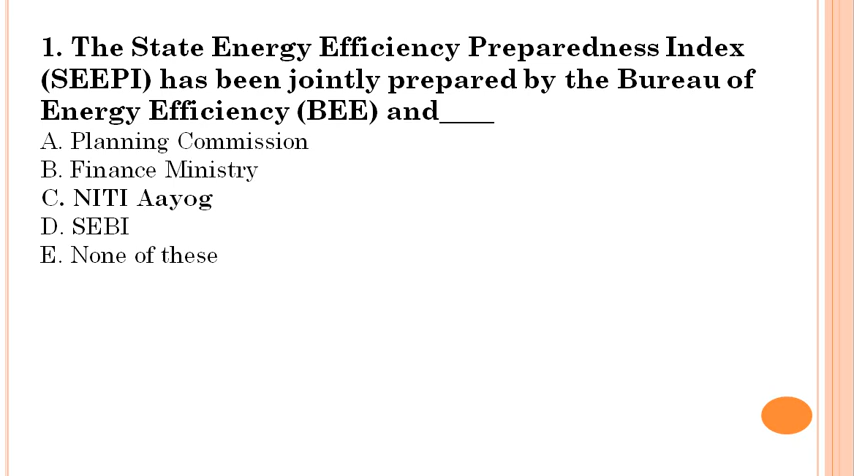 1. The State Energy Efficiency Preparedness Index
(SEEPI) has been jointly prepared by the Bureau of
Energy Efficiency (BEE) and____
A. Planning Commission
B. Finance Ministry
C. NITI Aayog
D. SEBI
E. None of these